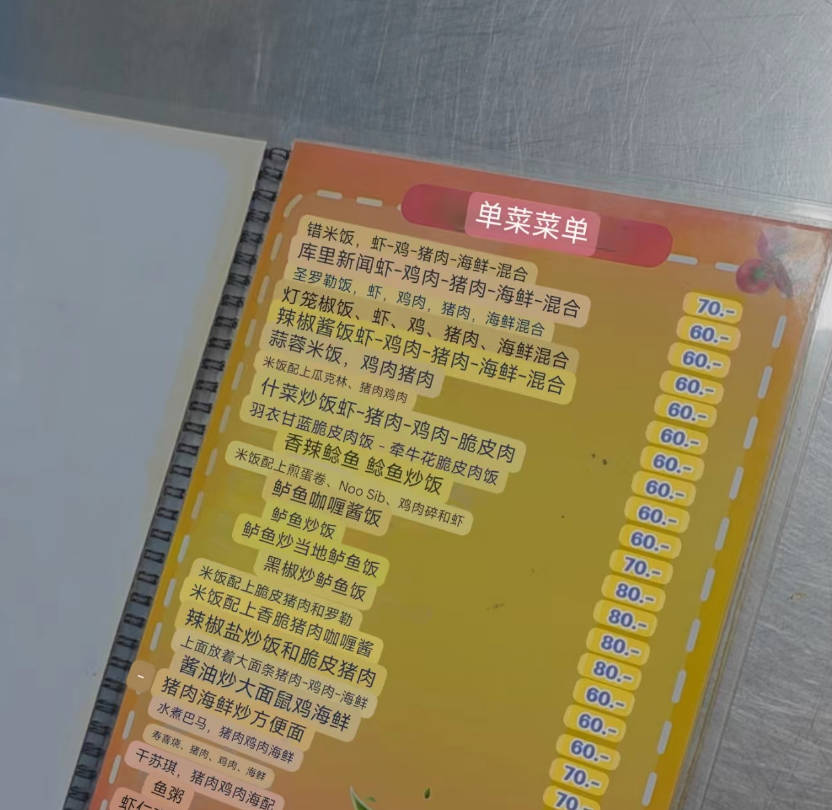 单菜菜单
错米饭，虾-鸡-猪肉-海鲜-混合
库里新闻虾-鸡肉-猪肉-海鲜-混合
圣罗勒饭，虾，鸡肉，猪肉，海鲜混合
灯笼椒饭、虾、鸡、猪肉、海鲜混合
辣椒酱饭虾-鸡肉-猪肉-海鲜-混合
蒜蓉米饭，鸡肉猪肉
米饭配上瓜克林、猪肉鸡肉
什菜炒饭虾-猪肉-鸡肉-脆皮肉
羽衣甘蓝脆皮肉饭 - 牵牛花脆皮肉饭
香辣鲶鱼 鲶鱼炒饭
米饭配上煎蛋卷、Noo Sib、鸡肉碎和虾
鲈鱼咖喱酱饭
鲈鱼炒饭
鲈鱼炒当地鲈鱼饭
黑椒炒鲈鱼饭
米饭配上脆皮猪肉和罗勒
米饭配上香脆猪肉咖喱酱
辣椒盐炒饭和脆皮猪肉
上面放着大面条猪肉-鸡肉-海鲜
酱油炒大面鼠鸡海鲜
-
猪肉海鲜炒方便面
水煮巴马，猪肉鸡肉海鲜
寿喜烧、猪肉、鸡肉、海鲜
干苏琪，猪肉鸡肉海配
鱼粥
70.-
60.-
60.-
60.-
60.-
60.-
60.-
60.-
60.-
60.-
70.-
80.-
80.-
80.-
80.-
60.-
60.-
60.-
70.-
70.-